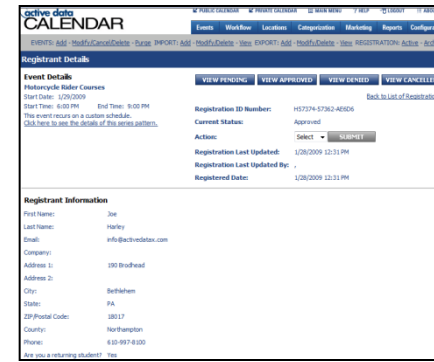 active data
CALENDAR
PUBLIC CALENDAR PRIVATE CALENDAR MAIN MENU ? HELP LOGOUT ABO
Events Workflow Locations Categorization Marketing Reports Configura
EVENTS: Add - Modify/Cancel/Delete - Purge IMPORT: Add - Modify/Delete - View EXPORT: Add - Modify/Delete - View REGISTRATION: Active - Arch
Registrant Details
Event Details
Motorcycle Rider Courses
Start Date: 1/29/2009
Start Time: 6:00 PM End Time: 9:00 PM
This event recurs on a custom schedule.
Click here to see the details of this series pattern.
VIEW PENDING VIEW APPROVED VIEW DENIED VIEW CANCELLE
Back to List of Registratio
Registration ID Number: H57374-57362-AE6D6
Current Status: Approved
Action: Select SUBMIT
Registration Last Updated: 1/28/2009 12:31 PM
Registration Last Updated By: ,
Registered Date: 1/28/2009 12:31 PM
Registrant Information
First Name: Joe
Last Name: Harley
Email: info@activedatax.com
Company:
Address 1: 190 Brodhead
Address 2:
City: Bethlehem
State: PA
ZIP/Postal Code: 18017
County: Northampton
Phone: 610-997-8100
Are you a returning student? Yes